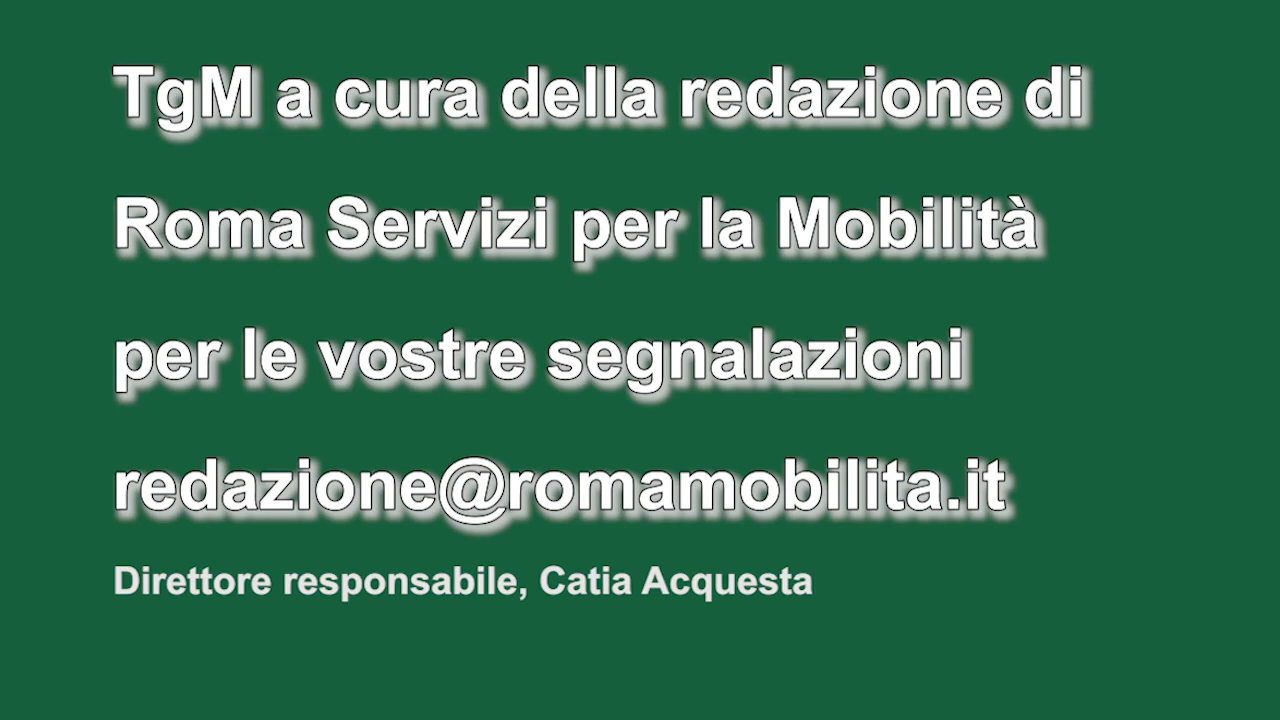 TgM a cura della redazione di
Roma Servizi per la Mobilità
per le vostre segnalazioni
redazione@romamobilita.it
Direttore responsabile, Catia Acquesta